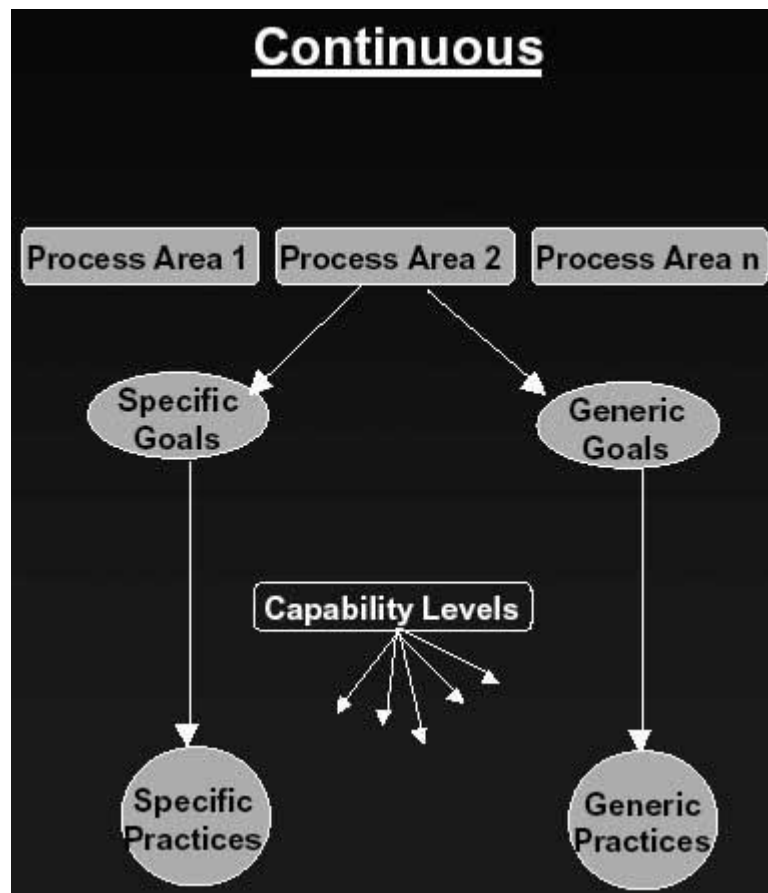 Continuous
Process Area 1
Process Area 2
Process Area n
Specific
Goals
Generic
Goals
Capability Levels
Specific
Practices
Generic
Practices